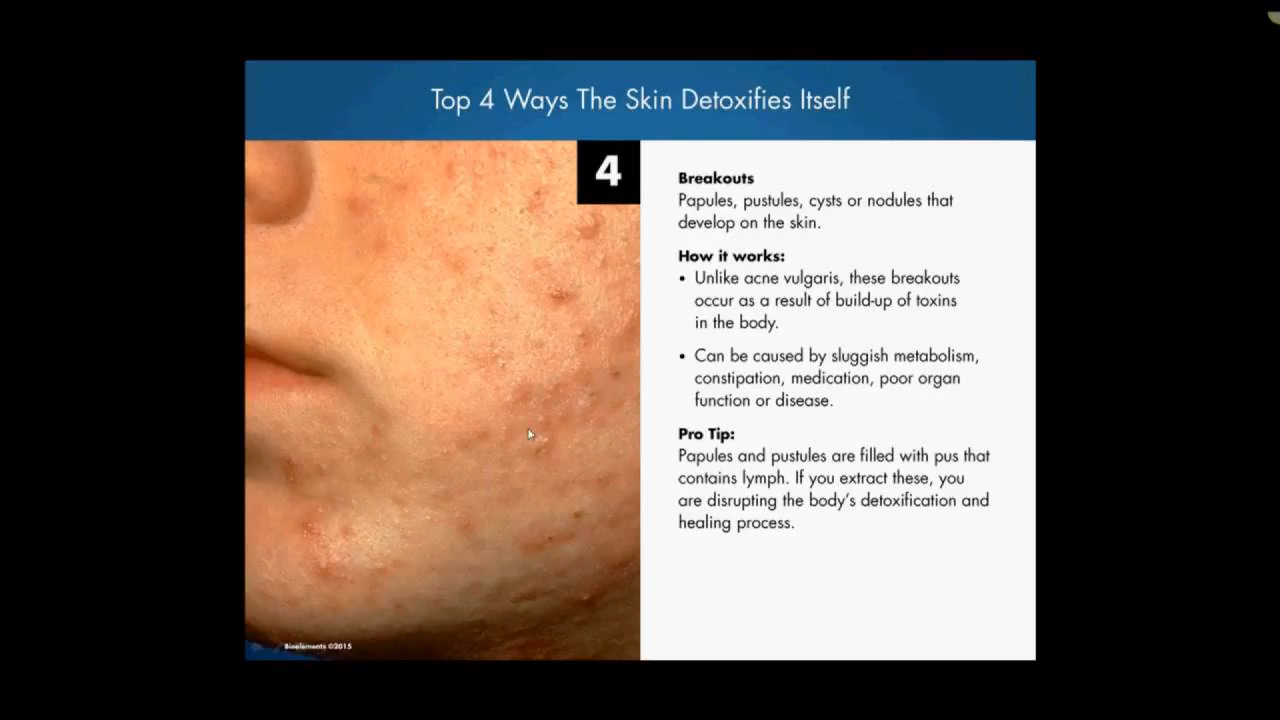 Top 4 Ways The Skin Detoxifies Itself
4
Breakouts
Papules, pustules, cysts or nodules that
develop on the skin.
How it works:
• Unlike acne vulgaris, these breakouts
occur as a result of build-up of toxins
in the body.
• Can be caused by sluggish metabolism,
constipation, medication, poor organ
function or disease.
Pro Tip:
Papules and pustules are filled with pus that
contains lymph. If you extract these, you
are disrupting the body's detoxification and
healing process.
Bioelements ©2015